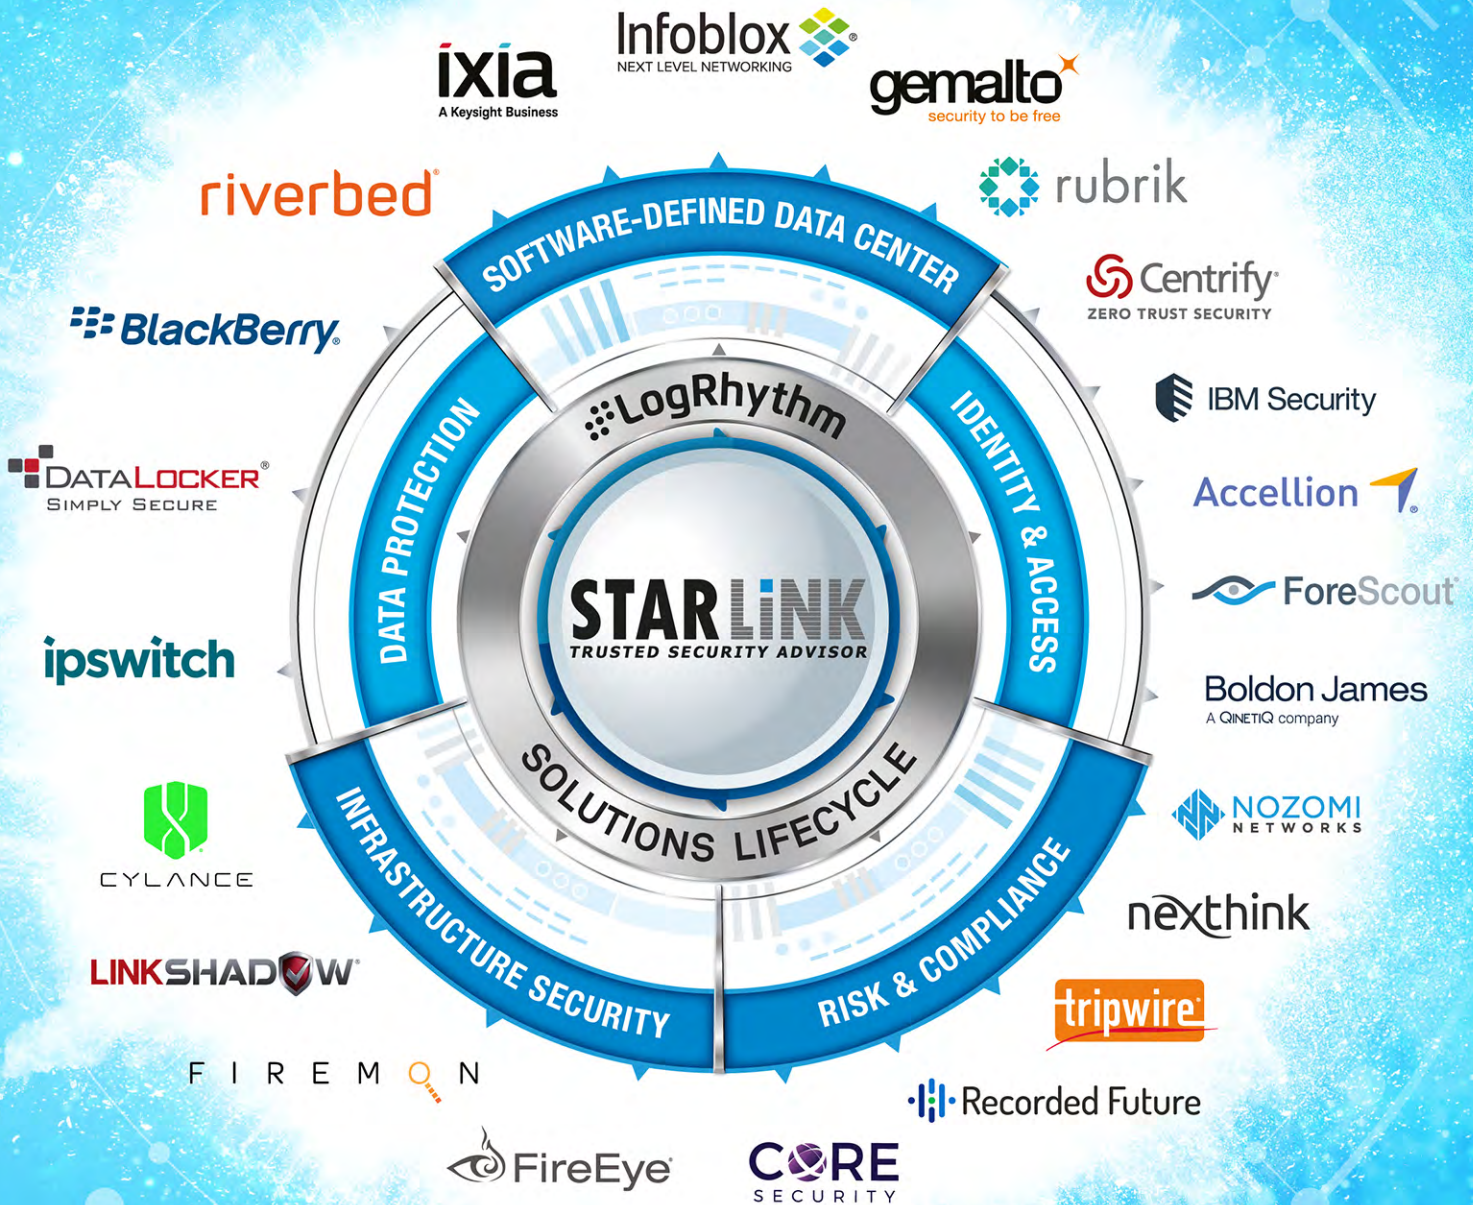 ixia
A Keysight Business
Infoblox
NEXT LEVEL NETWORKING
gemalto
security to be free
riverbed
rubrik
Centrify
ZERO TRUST SECURITY
BlackBerry
IBM Security
DATALOCKER
SIMPLY SECURE
Accellion
ForeScout
ipswitch
Boldon James
A QINETIQ company
CYLANCE
NOZOMI
NETWORKS
nexthink
LINKSHADOW
tripwire
FIREMON
Recorded Future
FireEye
CORE
SECURITY
SOFTWARE-DEFINED DATA CENTER
IDENTITY & ACCESS
RISK & COMPLIANCE
INFRASTRUCTURE SECURITY
DATA PROTECTION
LogRhythm
STARLiNK
TRUSTED SECURITY ADVISOR
SOLUTIONS LIFECYCLE